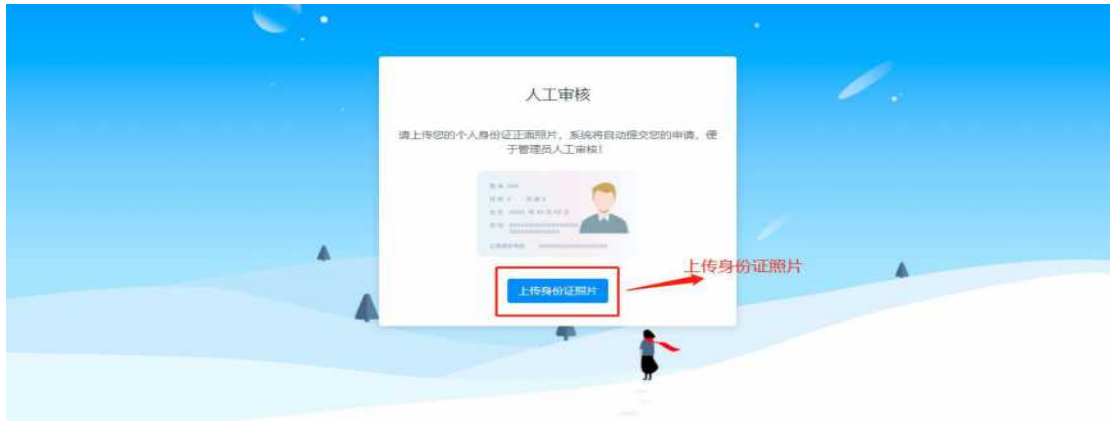 人工审核
请上传您的个人身份证正面照片，系统将自动提交您的申请，便
于管理员人工审核！
上传身份证照片
上传身份证照片